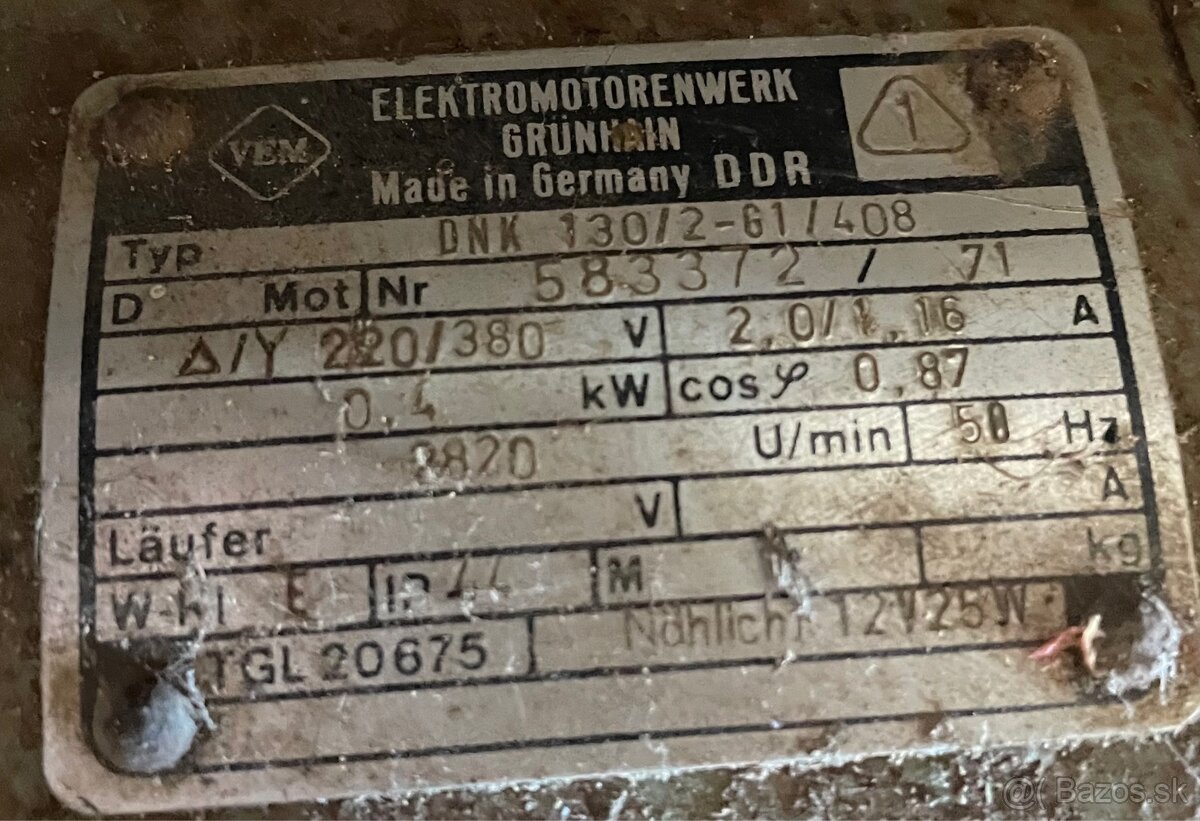 VEM
ELEKTROMOTORENWERK
GRÜNHAIN
Made in Germany DDR
1
Typ DNK 130/2-61/408
D Mot Nr 583372 / 71
Δ/Y 220/380 V 2,0/1,16 A
0,4 kW cos φ 0,87
2820 U/min 50 Hz
Läufer V A
W-kl E IP 44 M kg
TGL 20675 Nählicht 12V25W
Bazos.sk